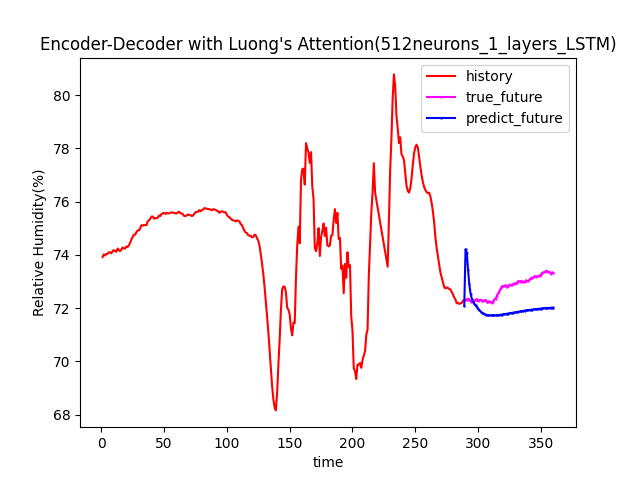 Encoder-Decoder with Luong's Attention(512neurons_1_layers_LSTM)
history
true_future
predict_future
Relative Humidity(%)
80
78
76
74
72
70
68
0 50 100 150 200 250 300 350
time